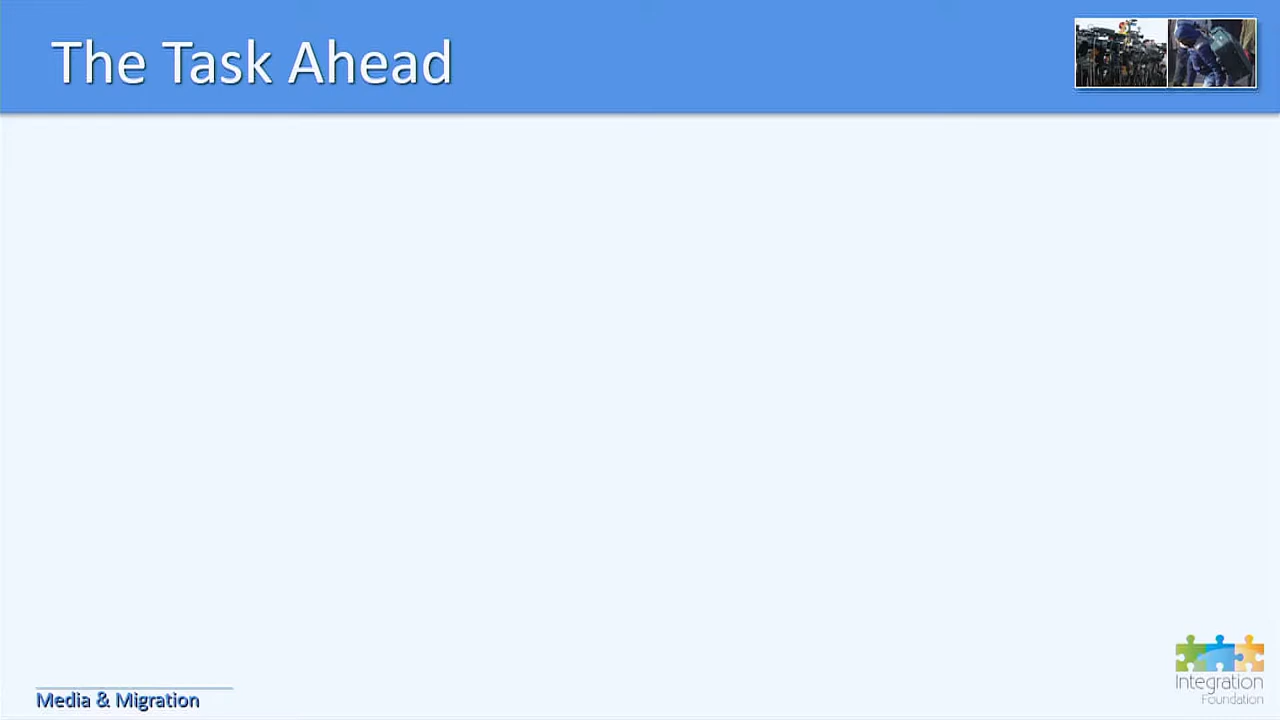 The Task Ahead
Media & Migration
Integration
Foundation